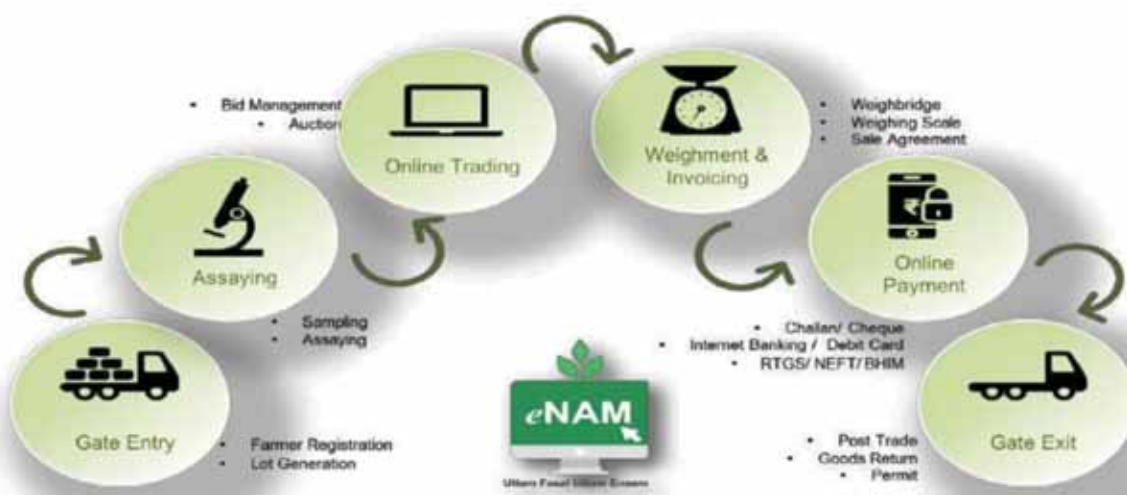 Gate Entry
• Farmer Registration
• Lot Generation
Assaying
• Sampling
• Assaying
Online Trading
• Bid Management
• Auction
Weighment &
Invoicing
• Weighbridge
• Weighing Scale
• Sale Agreement
₹
Online
Payment
• Challan/ Cheque
• Internet Banking / Debit Card
• RTGS/ NEFT/ BHIM
Gate Exit
• Post Trade
• Goods Return
• Permit
eNAM